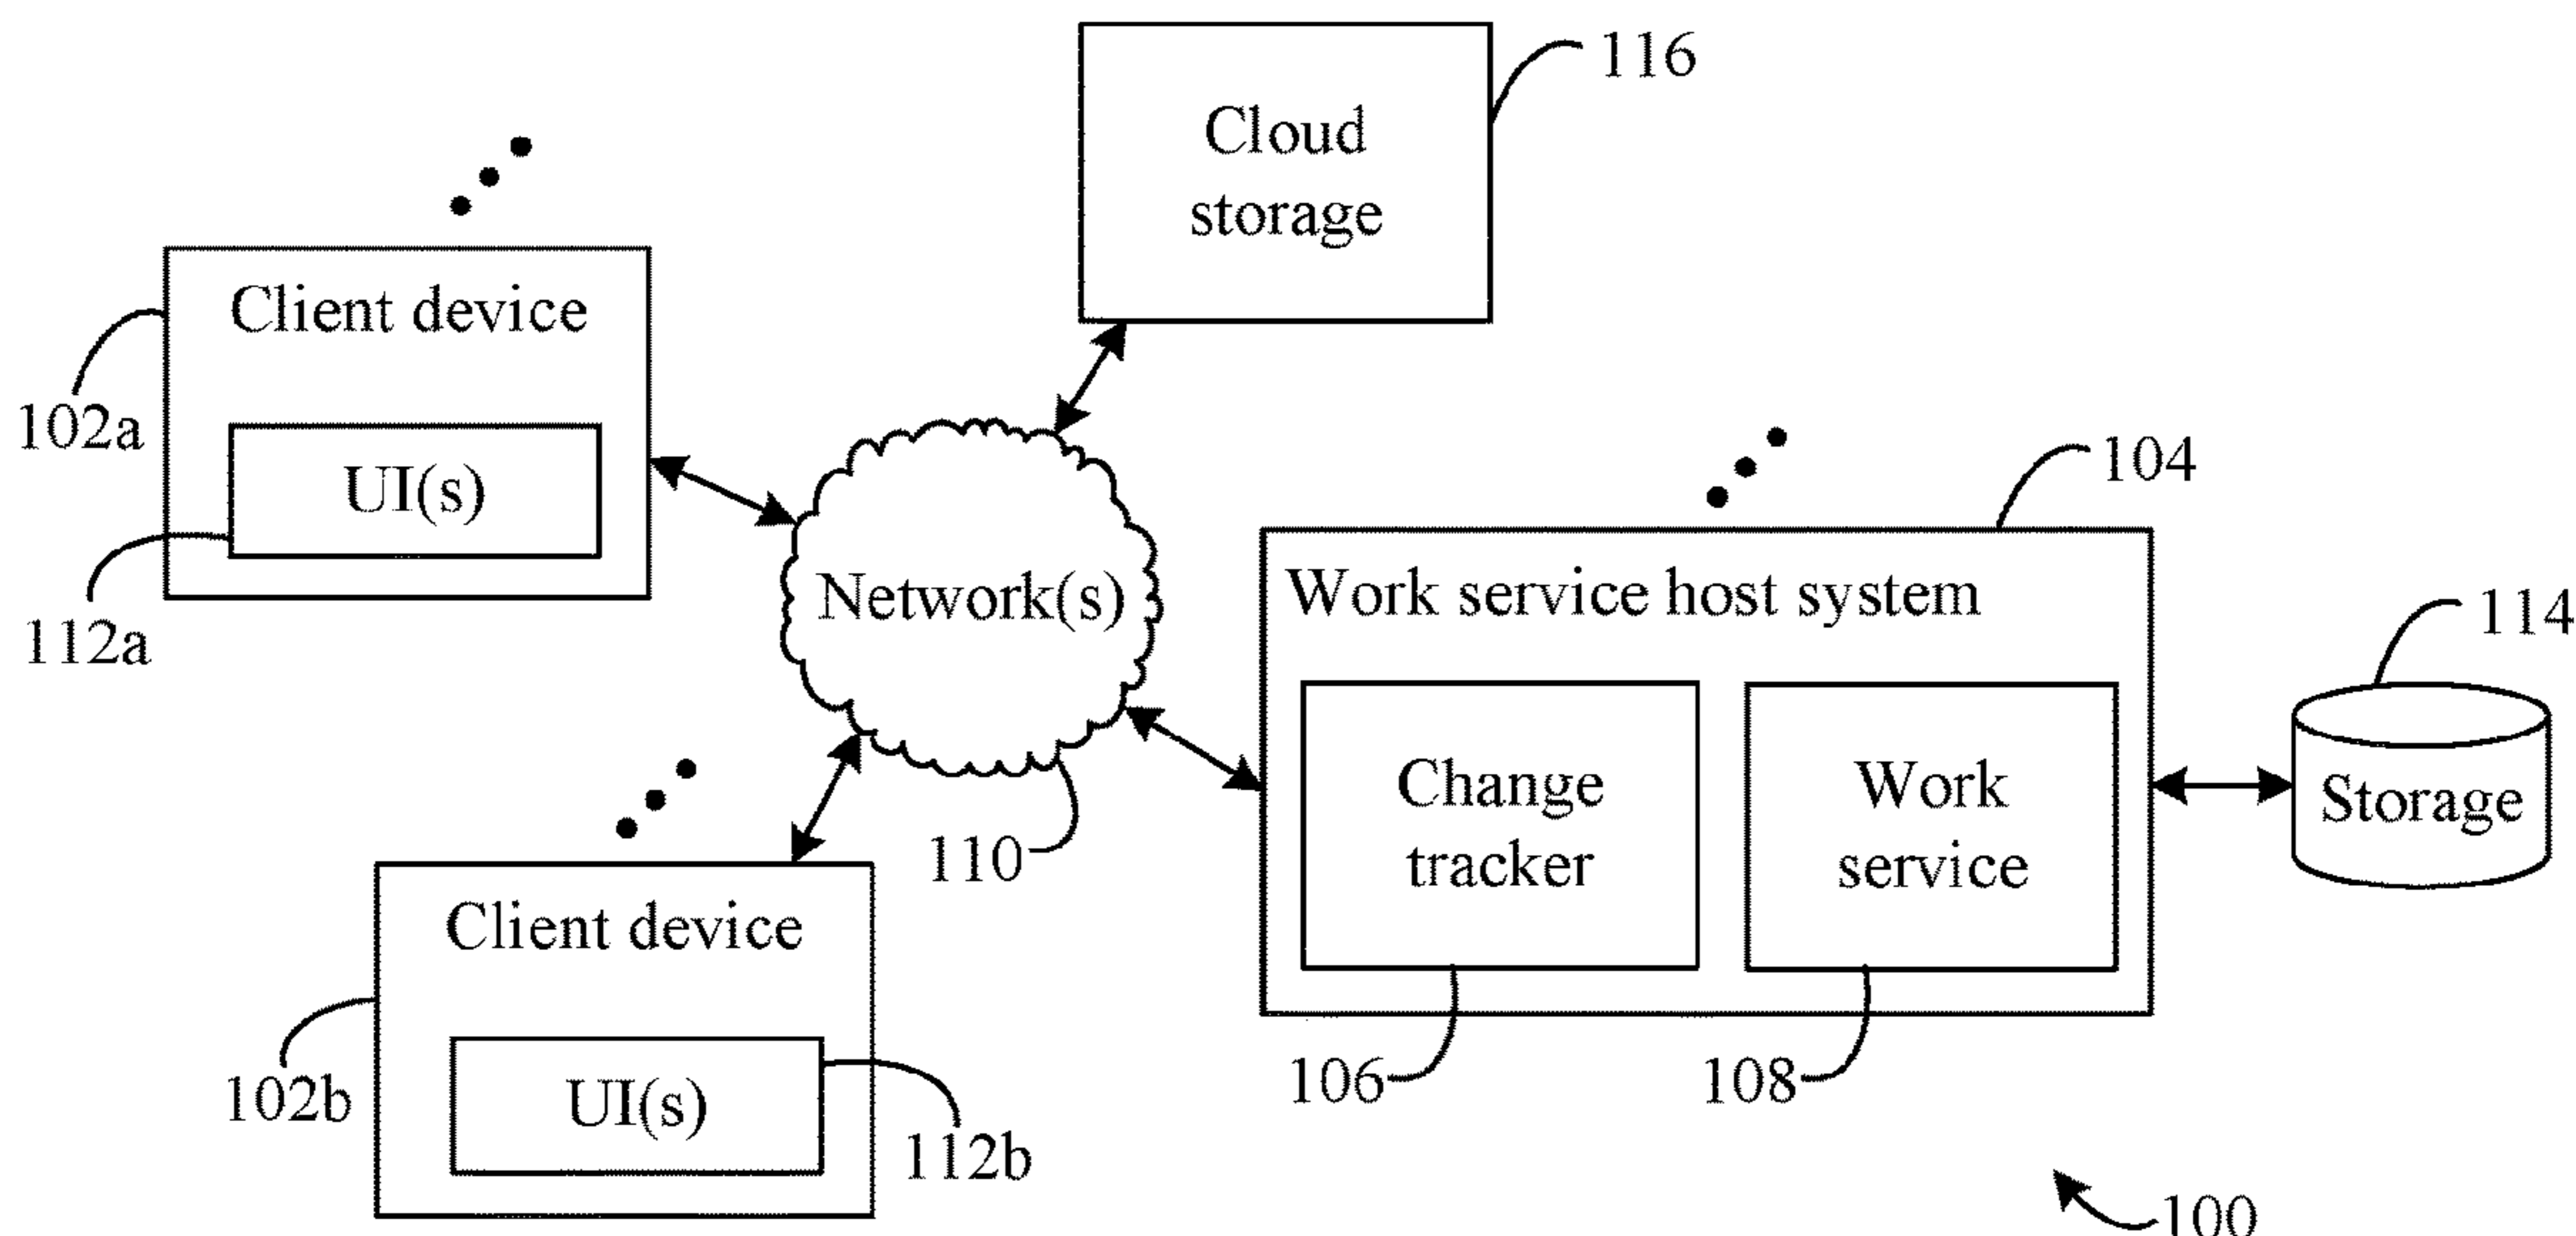 116
Cloud
storage
Client device
102a
UI(s)
112a
Network(s)
110
104
Work service host system
Change
tracker
Work
service
106
108
114
Storage
Client device
102b
UI(s)
112b
100